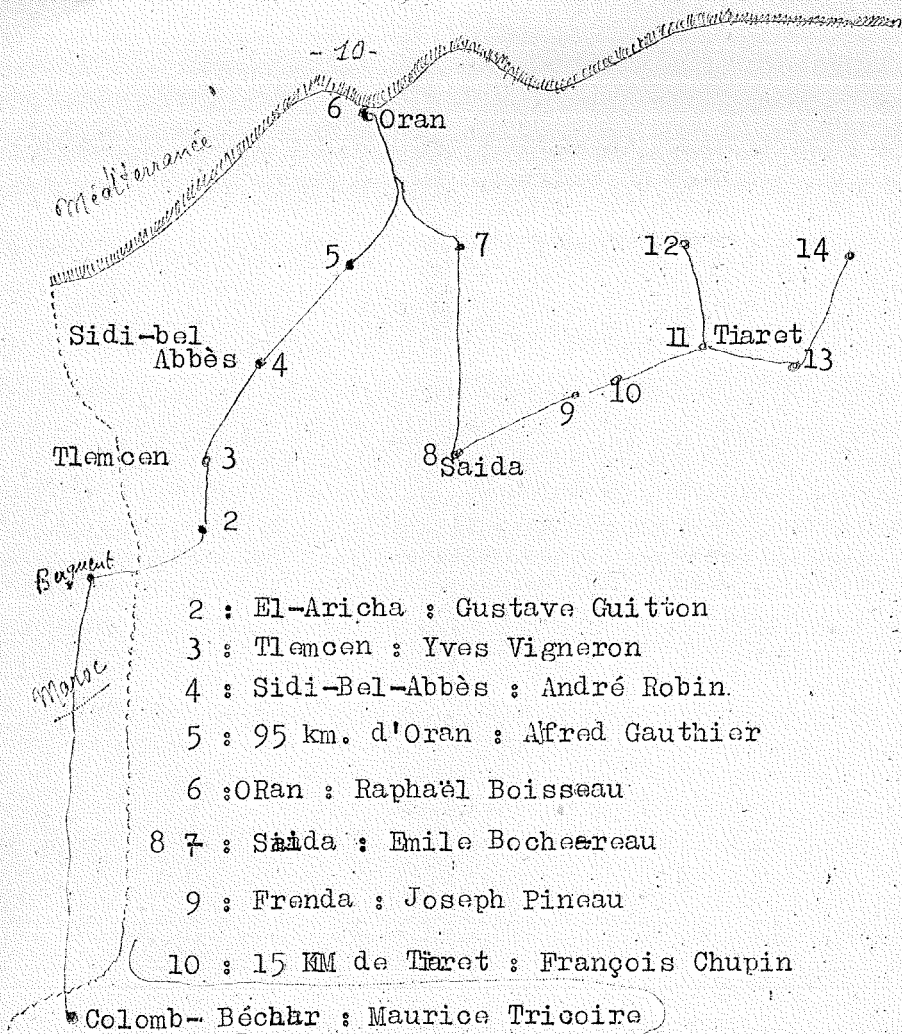 - 10 -
6 Oran
Méditerranée
5
7
12
14
Sidi-bel
Abbès
4
11 Tiaret
13
10
9
Tlemcen 3
8 Saida
2
Berguent
Maroc
2 : El-Aricha : Gustave Guitton
3 : Tlemcen : Yves Vigneron
4 : Sidi-Bel-Abbès : André Robin.
5 : 95 km. d'Oran : Alfred Gauthier
6 :ORan : Raphaël Boisseau
8 7 : Saida : Emile Bochereau
9 : Frenda : Joseph Pineau
10 : 15 KM de Tiaret : François Chupin
Colomb- Béchar : Maurice Tricoire